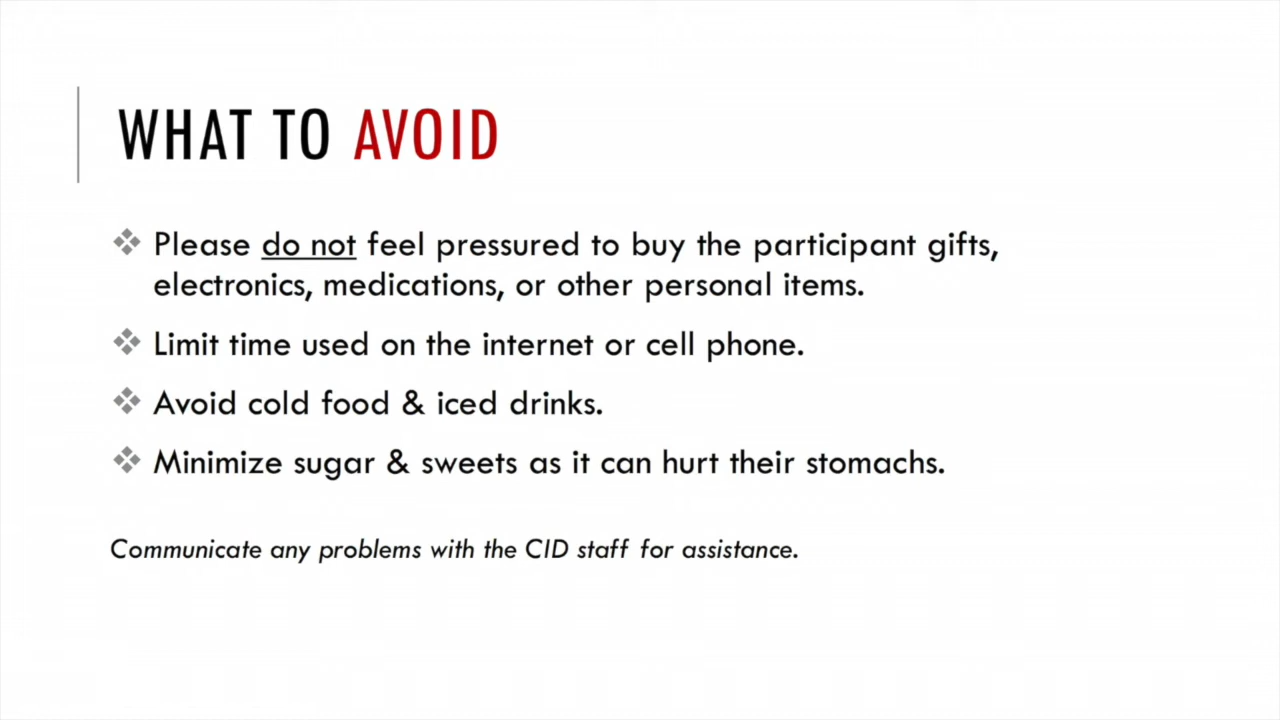 WHAT TO AVOID
Please do not feel pressured to buy the participant gifts,
electronics, medications, or other personal items.
Limit time used on the internet or cell phone.
Avoid cold food & iced drinks.
Minimize sugar & sweets as it can hurt their stomachs.
Communicate any problems with the CID staff for assistance.